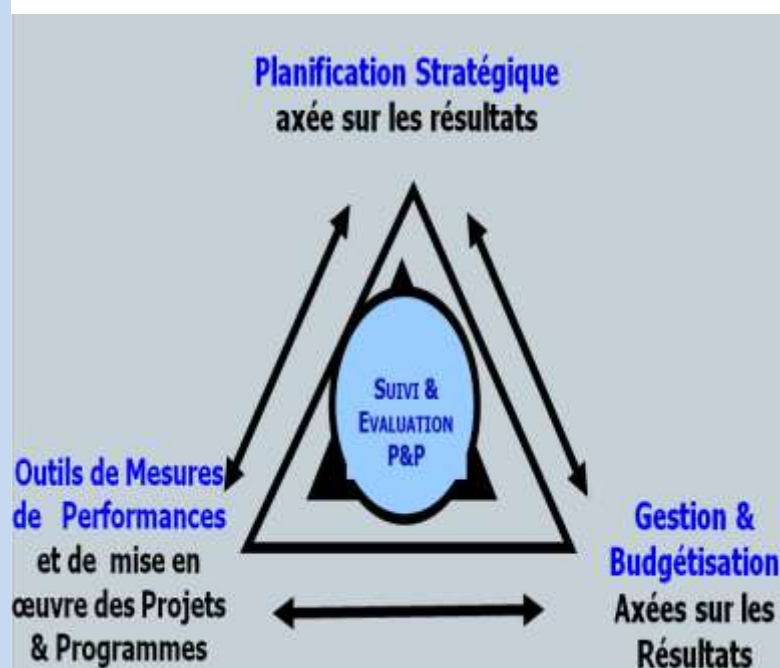 Planification Stratégique
axée sur les résultats
SUIVI &
EVALUATION
P&P
Outils de Mesures
de Performances
et de mise en
œuvre des Projets
& Programmes
Gestion &
Budgétisation
Axées sur les
Résultats